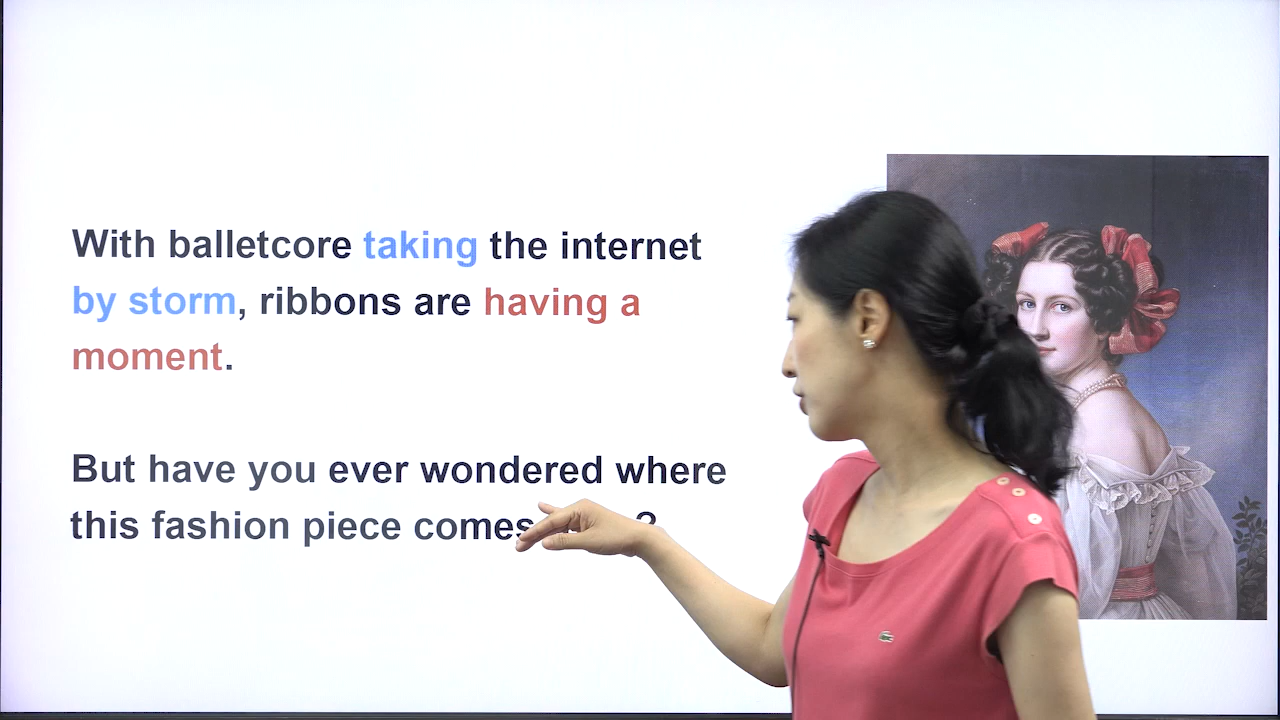 With balletcore taking the internet
by storm, ribbons are having a
moment.
But have you ever wondered where
this fashion piece comes ?